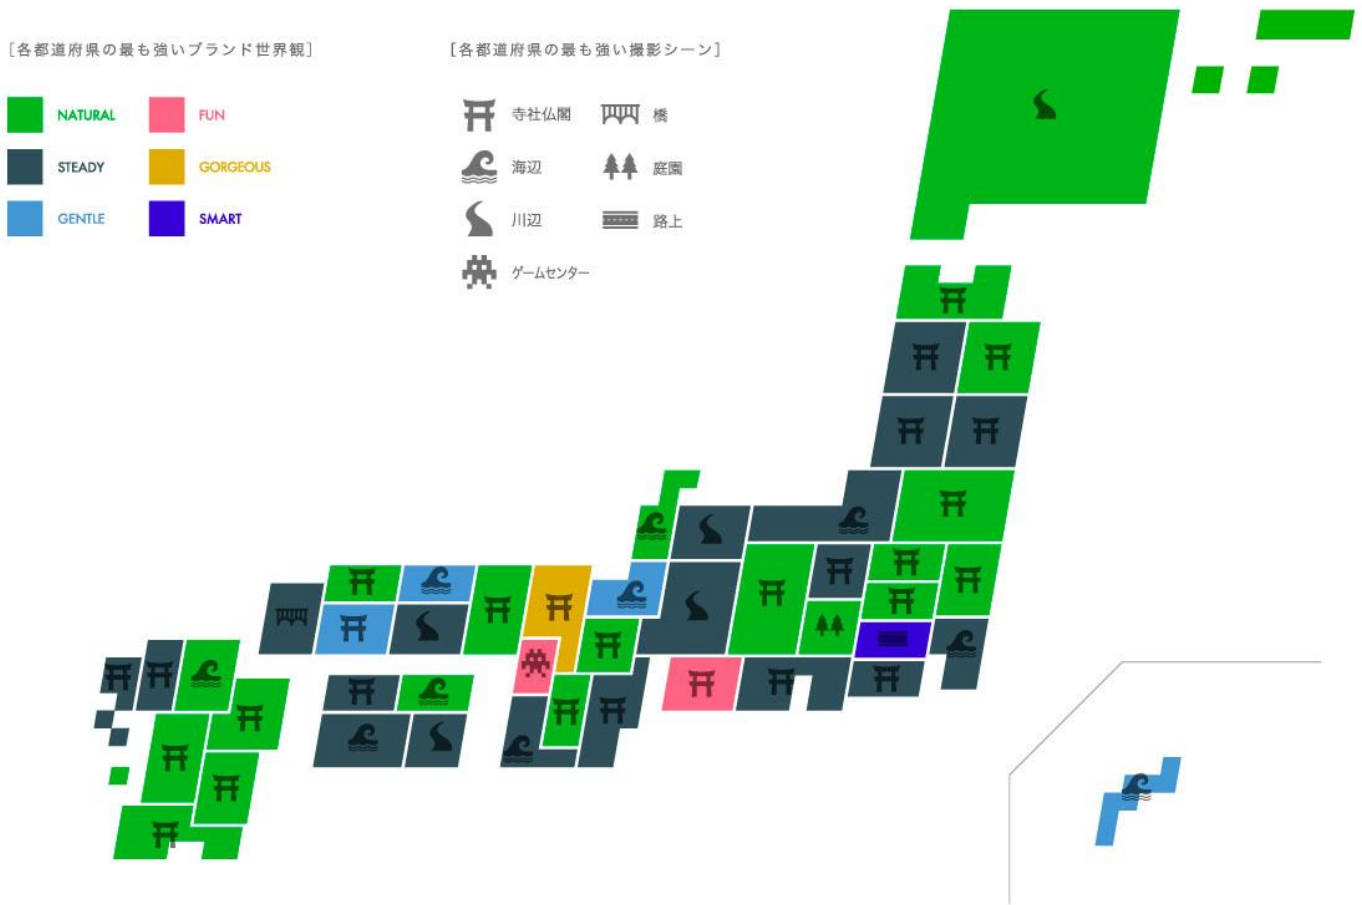 [各都道府県の最も強いブランド世界観]
NATURAL
FUN
STEADY
GORGEOUS
GENTLE
SMART
[各都道府県の最も強い撮影シーン]
寺社仏閣
橋
海辺
庭園
川辺
路上
ゲームセンター